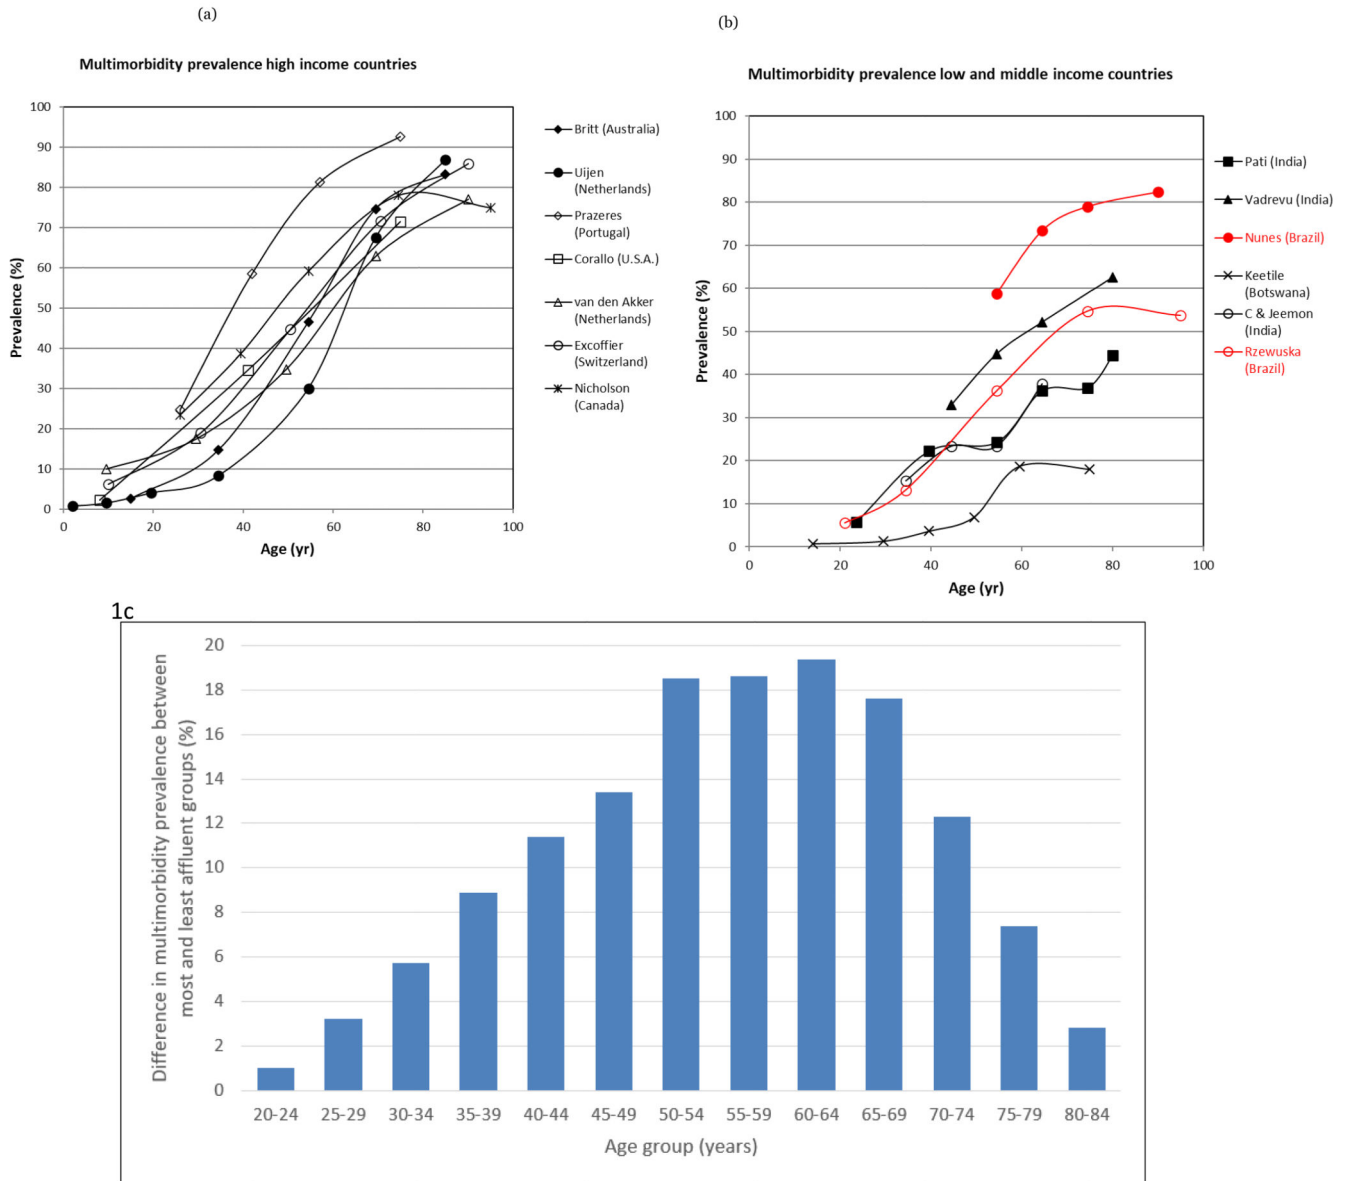 (a)
Multimorbidity prevalence high income countries
100
90
80
70
60
50
40
30
20
10
0
Prevalence (%)
0 20 40 60 80 100
Age (yr)
Britt (Australia)
Uijen
(Netherlands)
Prazeres
(Portugal)
Corallo (U.S.A.)
van den Akker
(Netherlands)
Excoffier
(Switzerland)
Nicholson
(Canada)
(b)
Multimorbidity prevalence low and middle income countries
100
90
80
70
60
50
40
30
20
10
0
Prevalence (%)
0 20 40 60 80 100
Age (yr)
Pati (India)
Vadrevu (India)
Nunes (Brazil)
Keetile
(Botswana)
C & Jeemon
(India)
Rzewuska
(Brazil)
1c
Difference in multimorbidity prevalence between
most and least affluent groups (%)
20
18
16
14
12
10
8
6
4
2
0
20-24 25-29 30-34 35-39 40-44 45-49 50-54 55-59 60-64 65-69 70-74 75-79 80-84
Age group (years)